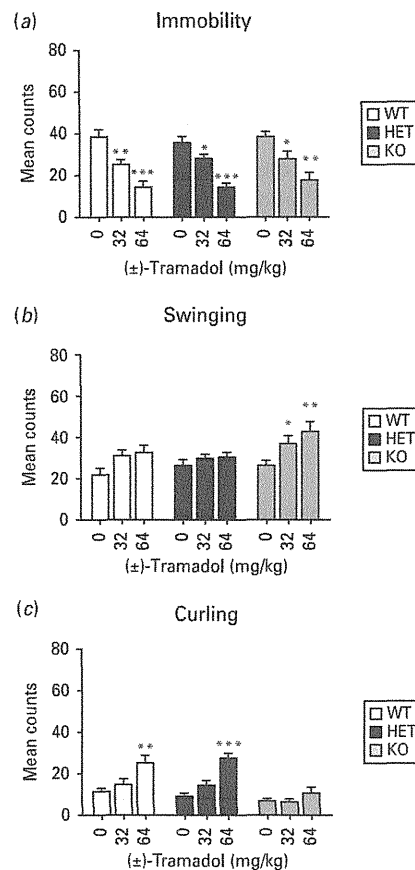 (a) Immobility
80
60
40
20
0
Mean counts
** *** * *** * **
0 32 64 0 32 64 0 32 64
(±)-Tramadol (mg/kg)
WT
HET
KO
(b) Swinging
80
60
40
20
0
Mean counts
* **
0 32 64 0 32 64 0 32 64
(±)-Tramadol (mg/kg)
WT
HET
KO
(c) Curling
80
60
40
20
0
Mean counts
** ***
0 32 64 0 32 64 0 32 64
(±)-Tramadol (mg/kg)
WT
HET
KO